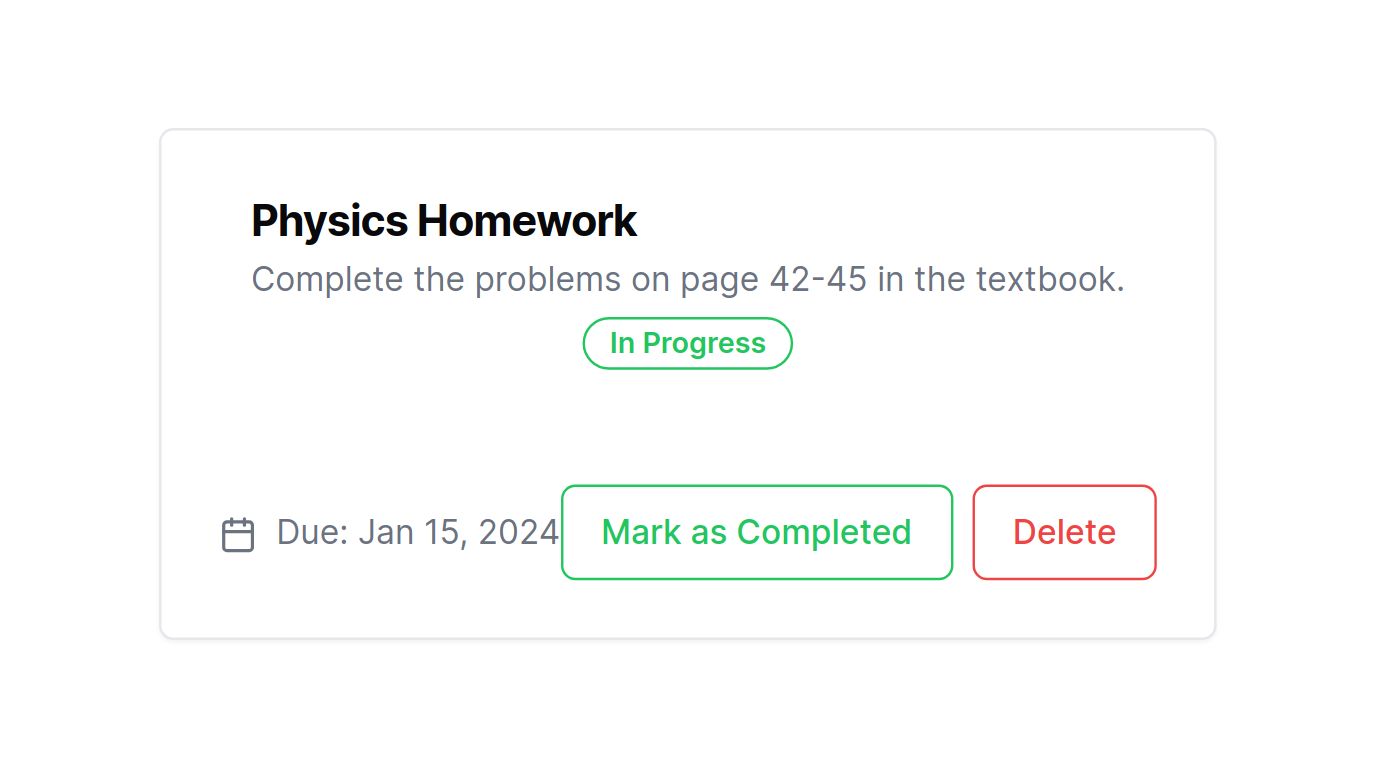 Physics Homework
Complete the problems on page 42-45 in the textbook.
In Progress
Due: Jan 15, 2024
Mark as Completed
Delete